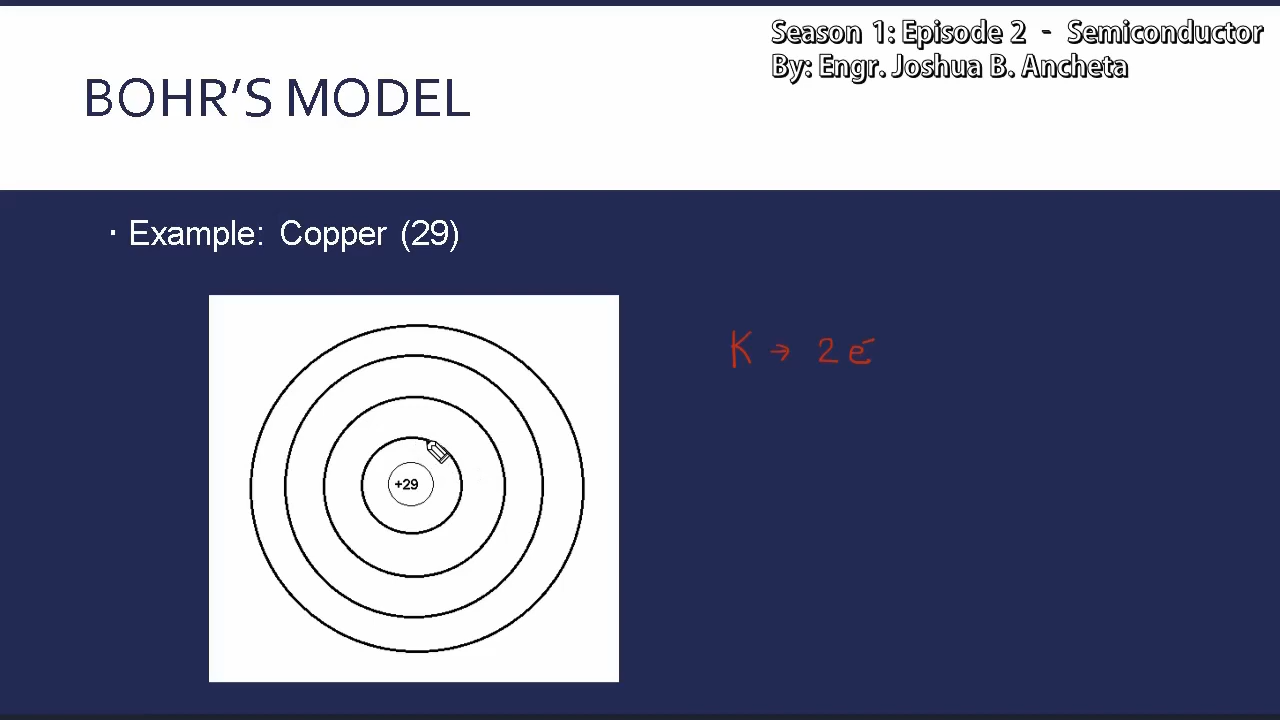 Season 1: Episode 2 - Semiconductor
By: Engr. Joshua B. Ancheta
BOHR'S MODEL
· Example: Copper (29)
K → 2 e⁻
+29